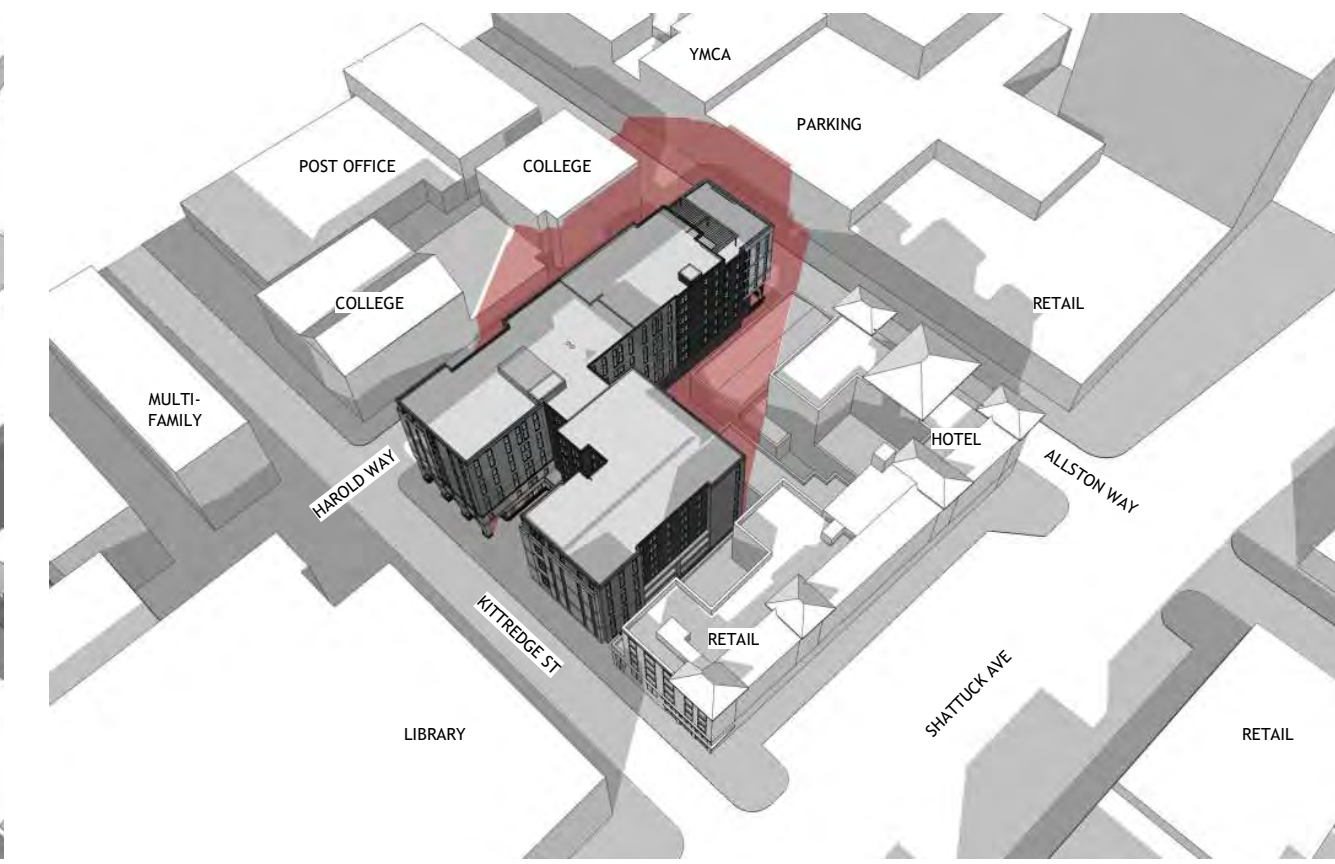 YMCA
PARKING
POST OFFICE
COLLEGE
COLLEGE
RETAIL
MULTI-
FAMILY
HOTEL
HAROLD WAY
ALLSTON WAY
KITTREDGE ST
RETAIL
SHATTUCK AVE
LIBRARY
RETAIL